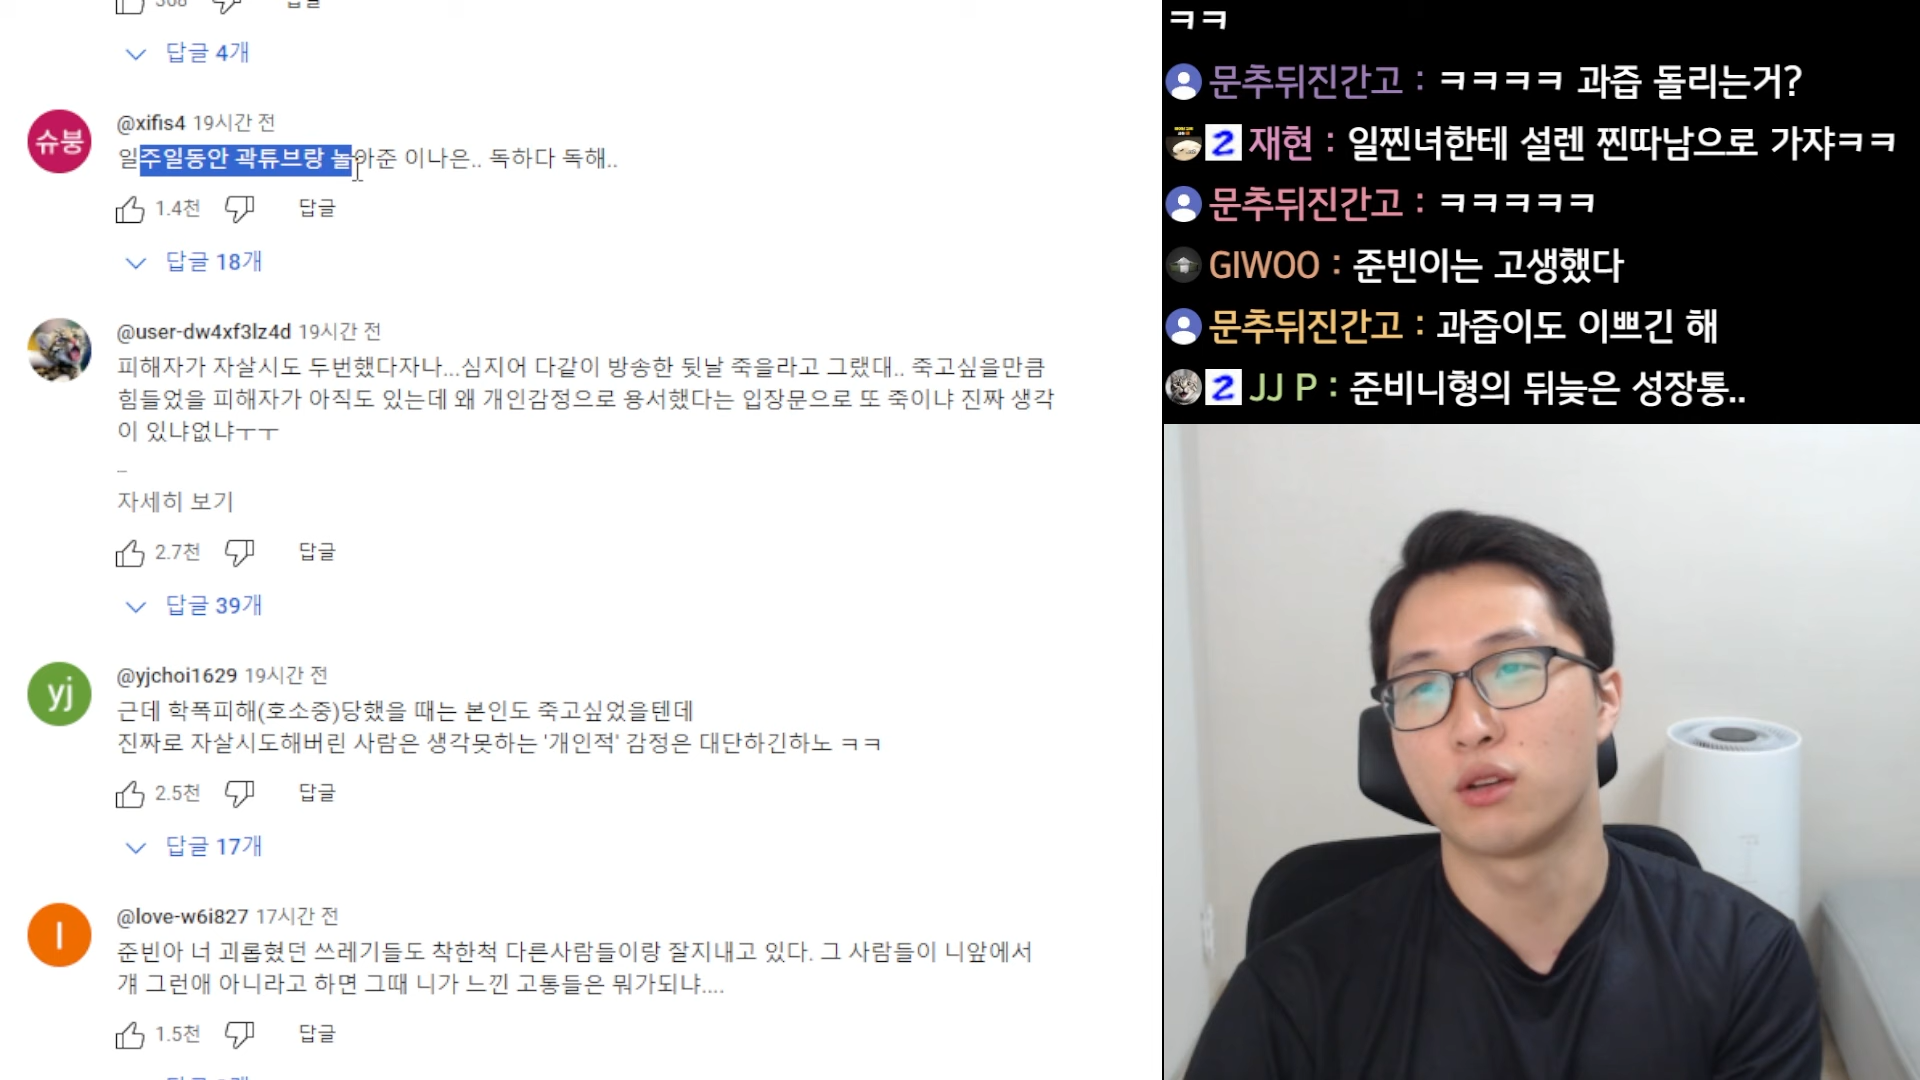 368 답글
답글 4개
슈붕
@xifis4 19시간 전
일주일동안 곽튜브랑 놀아준 이나은.. 독하다 독해..
1.4천 답글
답글 18개
@user-dw4xf3lz4d 19시간 전
피해자가 자살시도 두번했다자나...심지어 다같이 방송한 뒷날 죽을라고 그랬대.. 죽고싶을만큼
힘들었을 피해자가 아직도 있는데 왜 개인감정으로 용서했다는 입장문으로 또 죽이냐 진짜 생각
이 있냐없냐ㅜㅜ
..
자세히 보기
2.7천 답글
답글 39개
yj
@yjchoi1629 19시간 전
근데 학폭피해(호소중)당했을 때는 본인도 죽고싶었을텐데
진짜로 자살시도해버린 사람은 생각못하는 '개인적' 감정은 대단하긴하노 ㅋㅋ
2.5천 답글
답글 17개
l
@love-w6i827 17시간 전
준빈아 너 괴롭혔던 쓰레기들도 착한척 다른사람들이랑 잘지내고 있다. 그 사람들이 니앞에서
걔 그런애 아니라고 하면 그때 니가 느낀 고통들은 뭐가되냐....
1.5천 답글
ㅋㅋ
문추뒤진간고 : ㅋㅋㅋㅋ 과즙 돌리는거?
2 재현 : 일찐녀한테 설렌 찐따남으로 가쟈ㅋㅋ
문추뒤진간고 : ㅋㅋㅋㅋㅋ
GIWOO : 준빈이는 고생했다
문추뒤진간고 : 과즙이도 이쁘긴 해
2 JJ P : 준비니형의 뒤늦은 성장통..